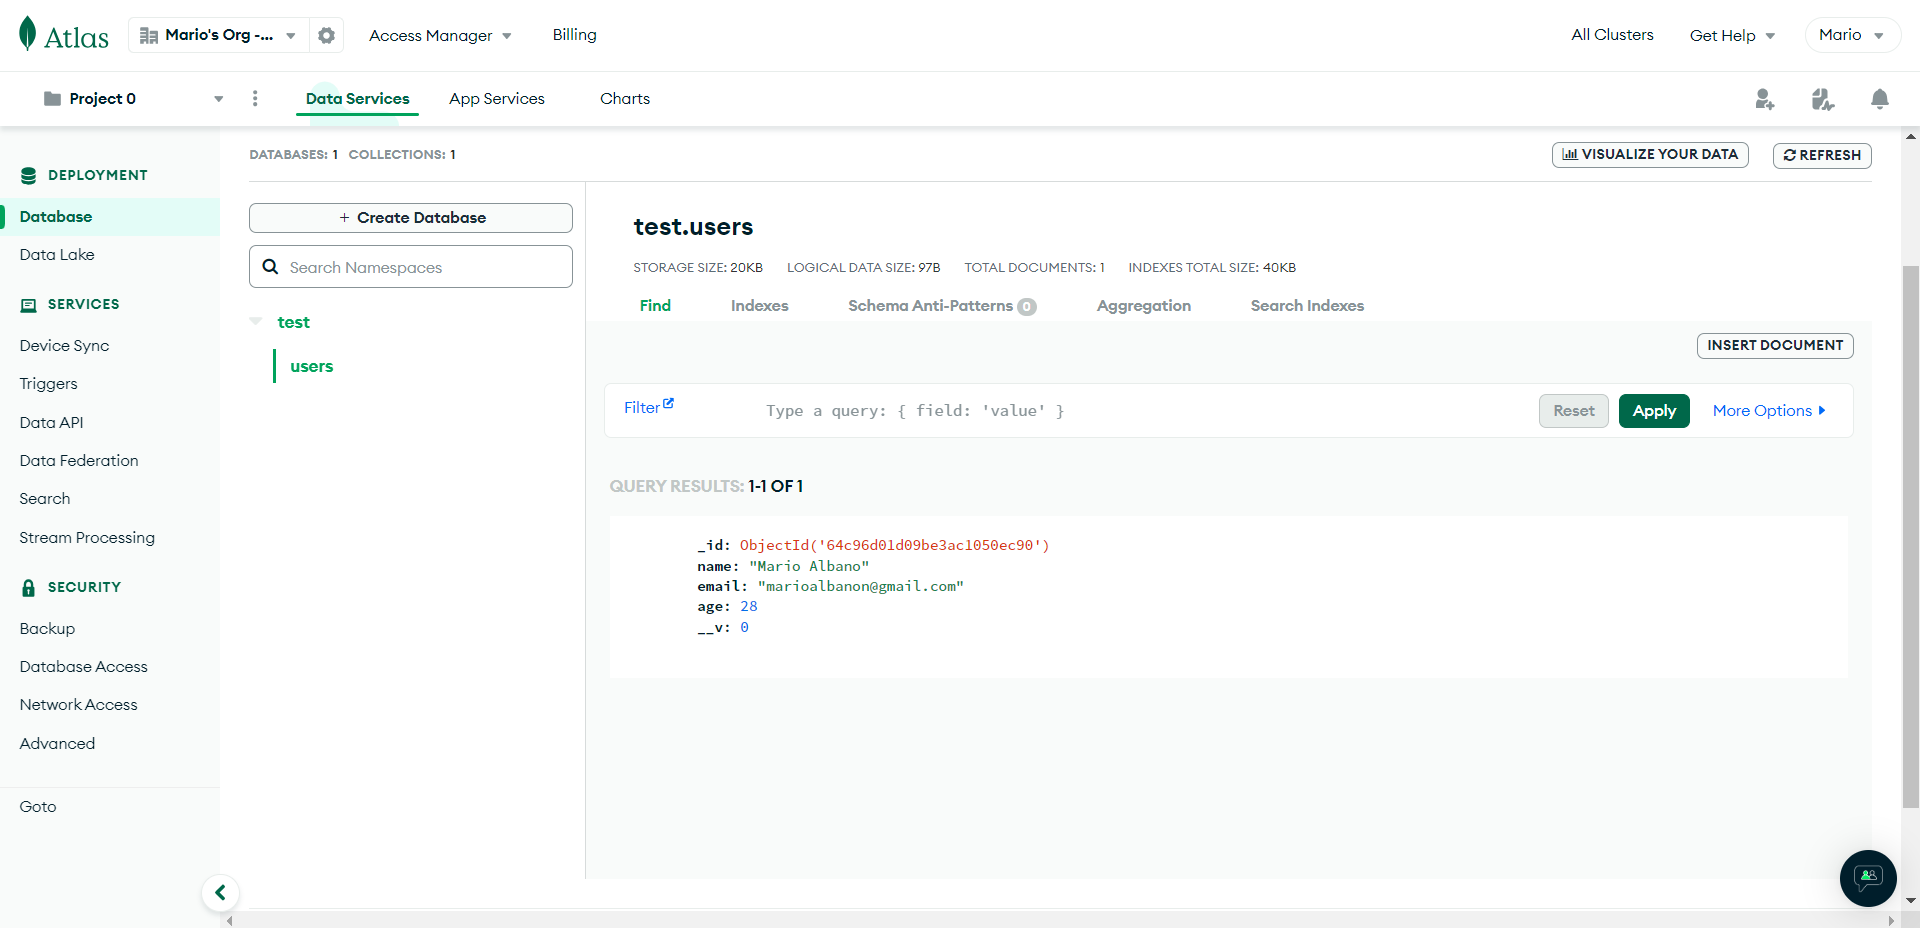 Atlas
Mario's Org -...
Access Manager
Billing
All Clusters
Get Help
Mario
Project 0
Data Services
App Services
Charts
DEPLOYMENT
Database
Data Lake
SERVICES
Device Sync
Triggers
Data API
Data Federation
Search
Stream Processing
SECURITY
Backup
Database Access
Network Access
Advanced
Goto
DATABASES: 1 COLLECTIONS: 1
VISUALIZE YOUR DATA
REFRESH
+ Create Database
Search Namespaces
test
users
test.users
STORAGE SIZE: 20KB LOGICAL DATA SIZE: 97B TOTAL DOCUMENTS: 1 INDEXES TOTAL SIZE: 40KB
Find
Indexes
Schema Anti-Patterns 0
Aggregation
Search Indexes
INSERT DOCUMENT
Filter
Type a query: { field: 'value' }
Reset
Apply
More Options
QUERY RESULTS: 1-1 OF 1
_id: ObjectId('64c96d01d09be3ac1050ec90')
name: "Mario Albano"
email: "marioalbanon@gmail.com"
age: 28
__v: 0